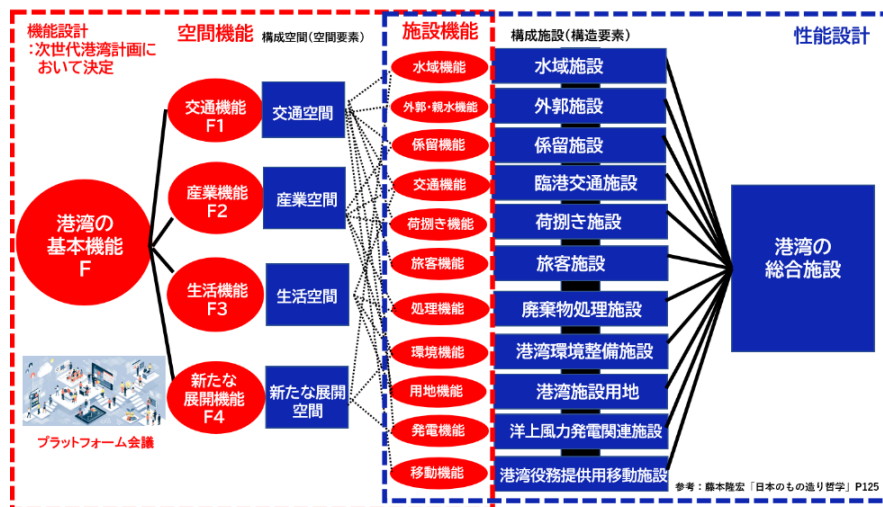 機能設計
:次世代港湾計画に
おいて決定
空間機能
構成空間(空間要素)
施設機能
構成施設(構造要素)
性能設計
港湾の
基本機能
F
交通機能
F1
交通空間
産業機能
F2
産業空間
生活機能
F3
生活空間
新たな
展開機能
F4
新たな展開
空間
プラットフォーム会議
水域機能
水域施設
外郭・親水機能
外郭施設
係留機能
係留施設
交通機能
臨港交通施設
荷捌き機能
荷捌き施設
旅客機能
旅客施設
処理機能
廃棄物処理施設
環境機能
港湾環境整備施設
用地機能
港湾施設用地
発電機能
洋上風力発電関連施設
移動機能
港湾役務提供用移動施設
港湾の
総合施設
参考:藤本隆宏「日本のもの造り哲学」P125